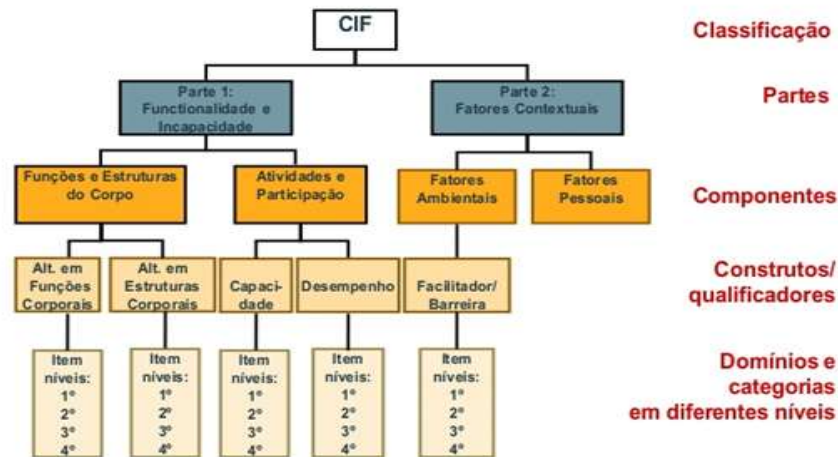 CIF
Classificação
Parte 1:
Functionalidade e
Incapacidade
Parte 2:
Fatores Contextuais
Partes
Funções e Estruturas
do Corpo
Atividades e
Participação
Fatores
Ambientais
Fatores
Pessoais
Componentes
Alt. em
Funções
Corporais
Alt. em
Estruturas
Corporais
Capaci-
dade
Desempenho
Facilitador/
Barreira
Construtos/
qualificadores
Item
níveis:
1º
2º
3º
4º
Item
níveis:
1º
2º
3º
4º
Item
níveis:
1º
2º
3º
4º
Item
níveis:
1º
2º
3º
4º
Item
níveis:
1º
2º
3º
4º
Domínios e
categorias
em diferentes níveis